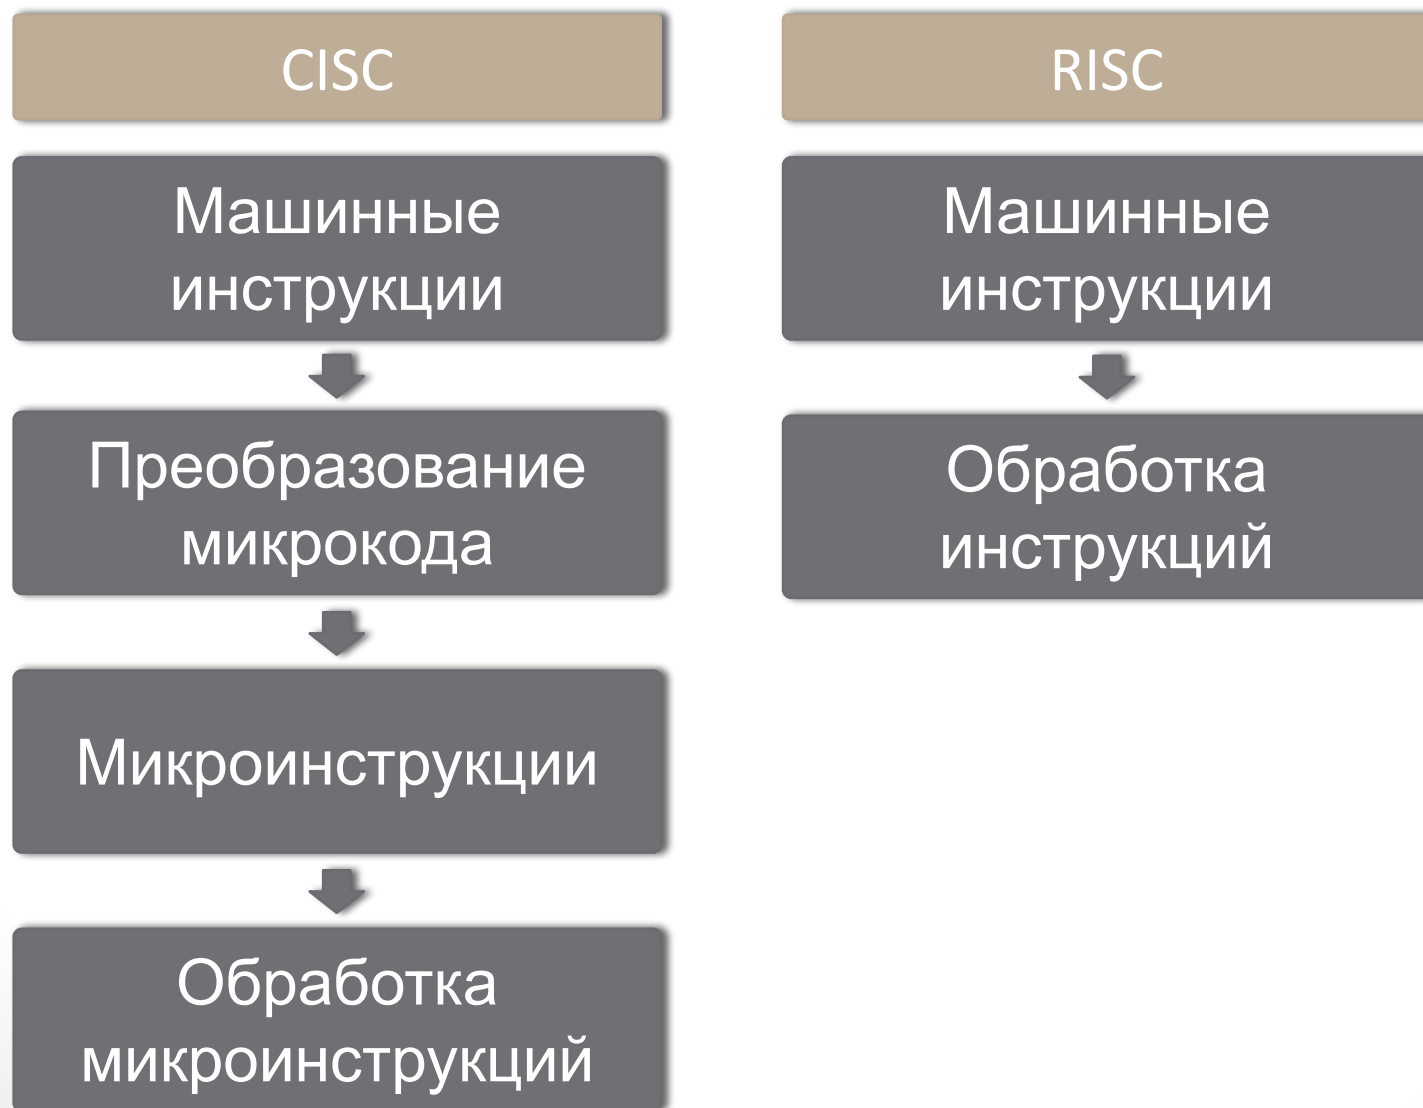 CISC
Машинные
инструкции
Преобразование
микрокода
Микроинструкции
Обработка
микроинструкций
RISC
Машинные
инструкции
Обработка
инструкций